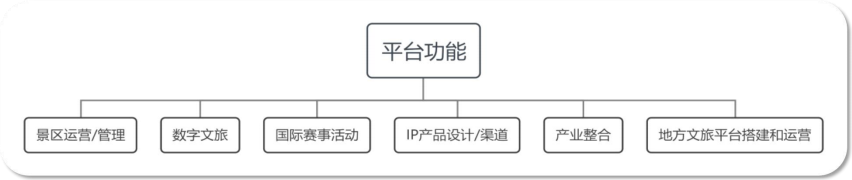 平台功能
景区运营/管理
数字文旅
国际赛事活动
IP产品设计/渠道
产业整合
地方文旅平台搭建和运营